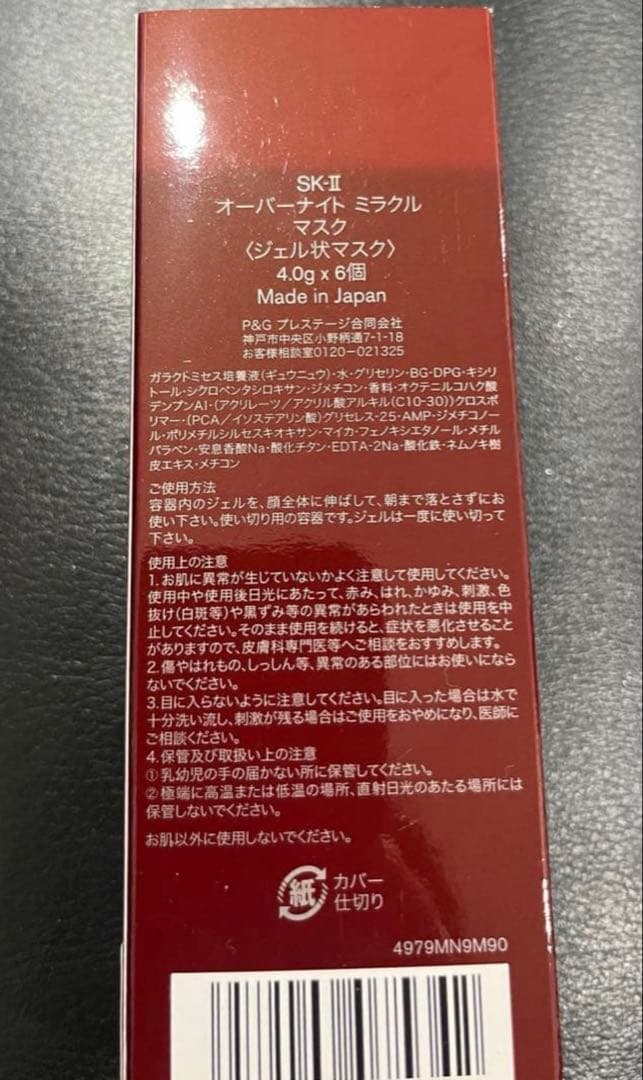 SK-II
オーバーナイト ミラクル
マスク
〈ジェル状マスク〉
4.0g x 6個
Made in Japan
P&G プレステージ合同会社
神戸市中央区小野柄通7-1-18
お客様相談室0120-021325
ガラクトミセス培養液(ギュウニュウ)・水・グリセリン・BG・DPG・キシリ
トール・シクロペンタシロキサン・ジメチコン・香料・オクテニルコハク酸
デンプンAl・(アクリレーツ/アクリル酸アルキル(C10-30))クロスポ
リマー・(PCA/イソステアリン酸)グリセレス-25・AMP・ジメチコノー
ル・ポリメチルシルセスキオキサン・マイカ・フェノキシエタノール・メチル
パラベン・安息香酸Na・酸化チタン・EDTA-2Na・酸化鉄・ネムノキ樹
皮エキス・メチコン
ご使用方法
容器内のジェルを、顔全体に伸ばして、朝まで落とさずにお
使い下さい。使い切り用の容器です。ジェルは一度に使い切って
下さい。
使用上の注意
1.お肌に異常が生じていないかよく注意して使用してください。
使用中や使用後日光にあたって、赤み、はれ、かゆみ、刺激、色
抜け(白斑等)や黒ずみ等の異常があらわれたときは使用を中
止してください。そのまま使用を続けると、症状を悪化させること
がありますので、皮膚科専門医等へご相談をおすすめします。
2.傷やはれもの、しっしん等、異常のある部位にはお使いになら
ないでください。
3.目に入らないように注意してください。目に入った場合は水で
十分洗い流し、刺激が残る場合はご使用をおやめになり、医師に
ご相談ください。
4.保管及び取扱い上の注意
①乳幼児の手の届かない所に保管してください。
②極端に高温または低温の場所、直射日光のあたる場所には
保管しないでください。
お肌以外に使用しないでください。
紙 カバー
仕切り
4979MN9M90